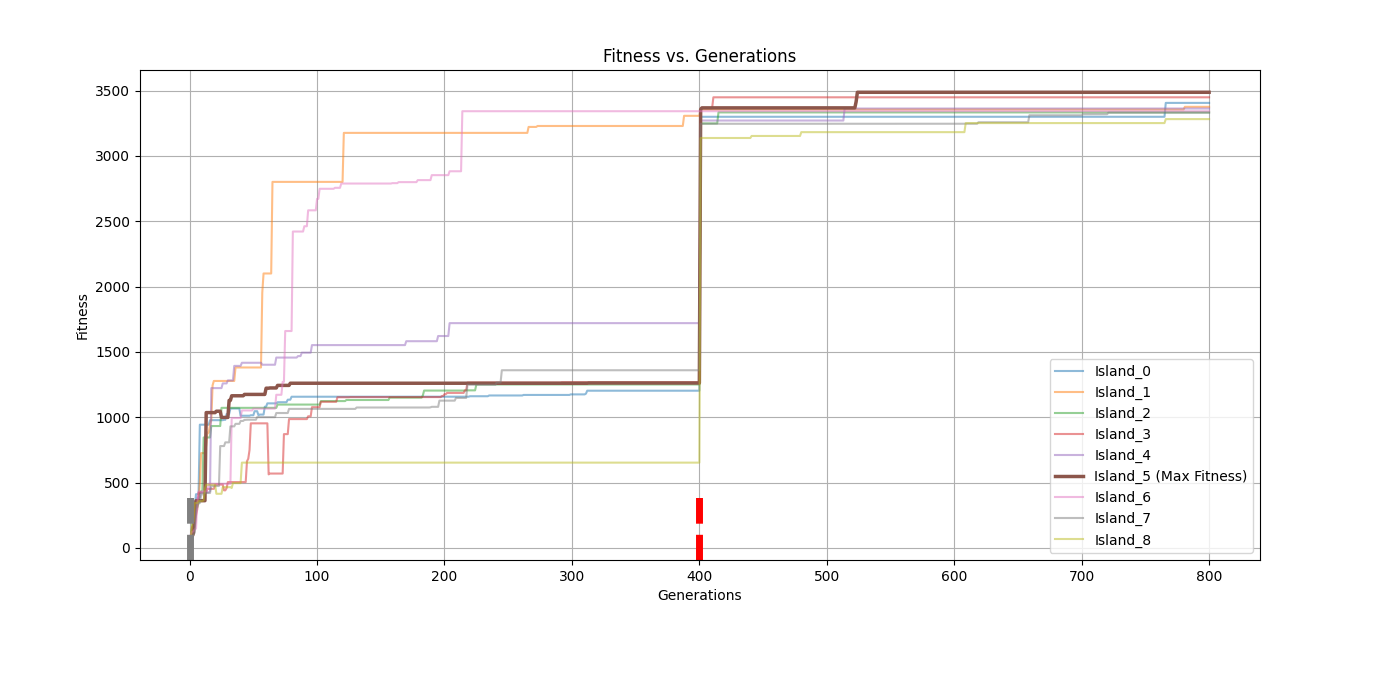 Fitness vs. Generations
3500
3000
2500
2000
1500
1000
500
0
Fitness
0 100 200 300 400 500 600 700 800
Generations
Island_0
Island_1
Island_2
Island_3
Island_4
Island_5 (Max Fitness)
Island_6
Island_7
Island_8